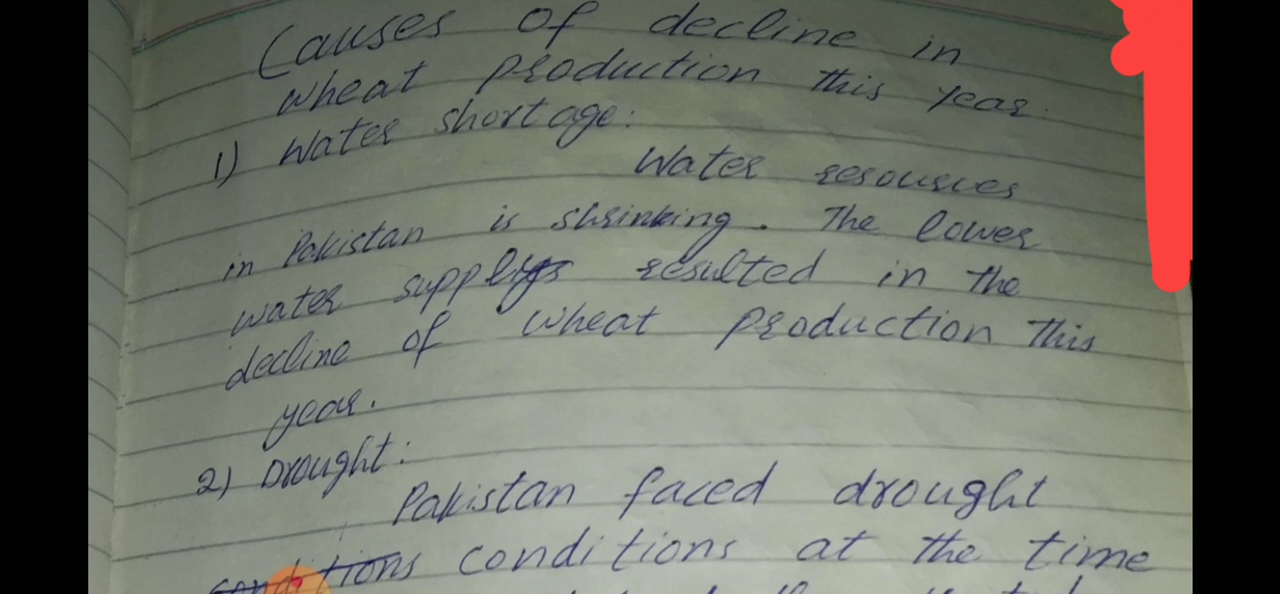 Causes of decline in
wheat production this year.
1) Water shortage:
Water resources
in Pakistan is shrinking. The lower
water supplies resulted in the
decline of wheat production this
year.
2) Drought:
Pakistan faced drought
conditions conditions at the time